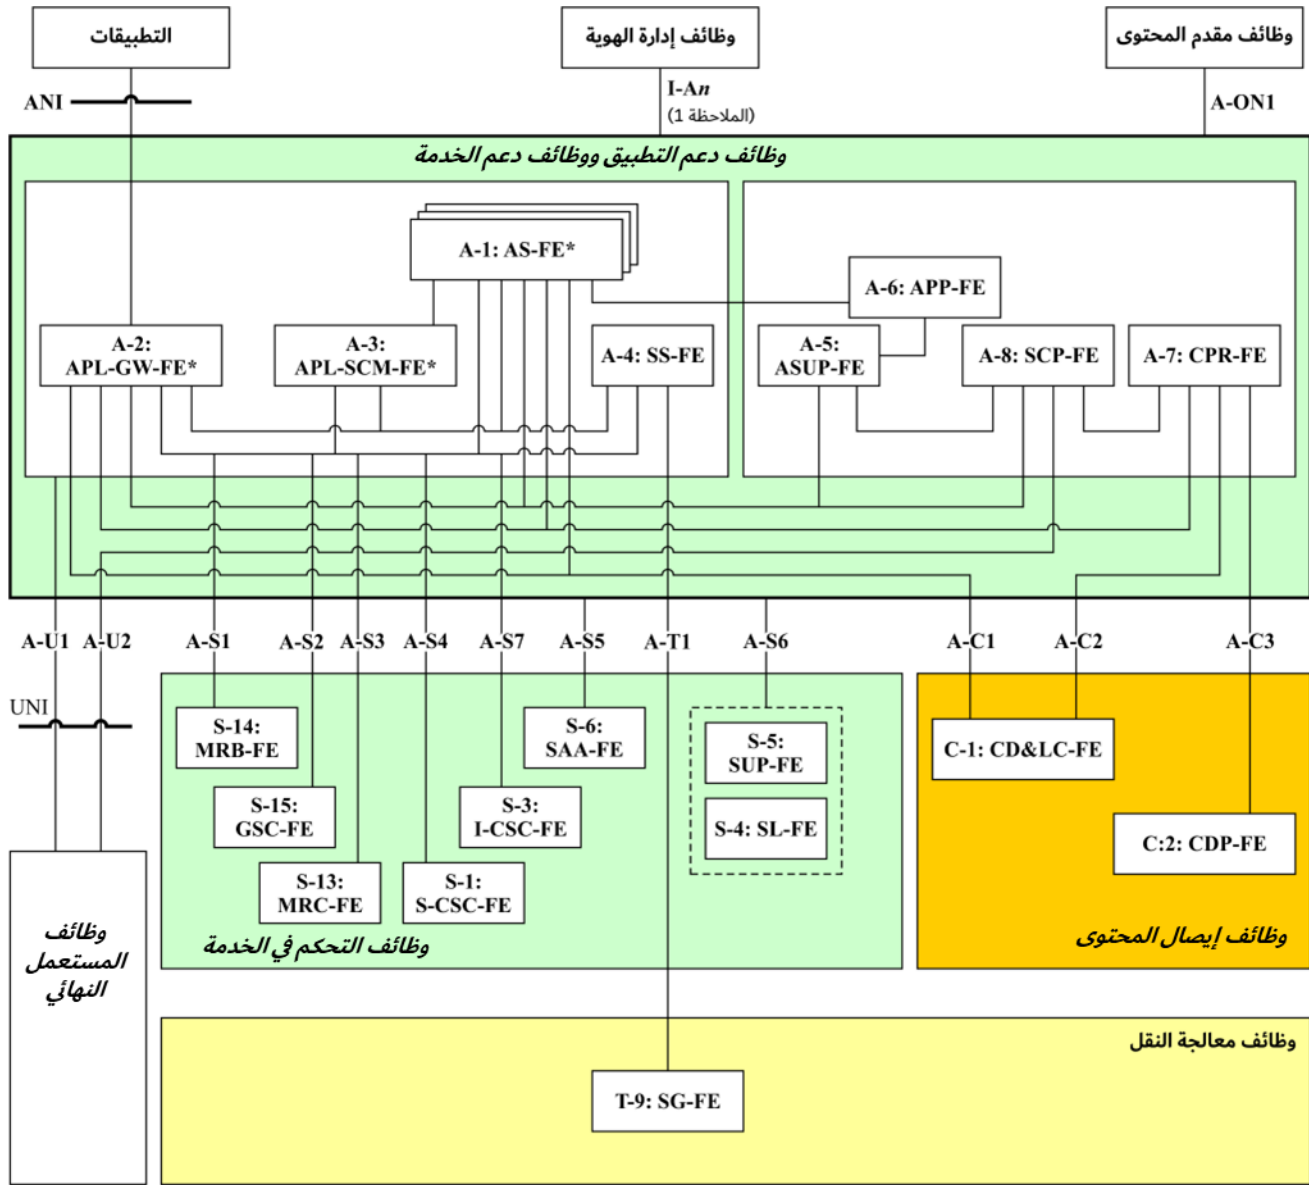 التطبيقات
وظائف إدارة الهوية
وظائف مقدم المحتوى
ANI
I-An
(الملاحظة 1)
A-ON1
وظائف دعم التطبيق ووظائف دعم الخدمة
A-1: AS-FE*
A-6: APP-FE
A-2:
APL-GW-FE*
A-3:
APL-SCM-FE*
A-4: SS-FE
A-5:
ASUP-FE
A-8: SCP-FE
A-7: CPR-FE
A-U1
A-U2
A-S1
A-S2
A-S3
A-S4
A-S7
A-S5
A-T1
A-S6
A-C1
A-C2
A-C3
UNI
S-14:
MRB-FE
S-6:
SAA-FE
S-5:
SUP-FE
C-1: CD&LC-FE
S-15:
GSC-FE
S-3:
I-CSC-FE
S-4: SL-FE
C:2: CDP-FE
S-13:
MRC-FE
S-1:
S-CSC-FE
وظائف التحكم في الخدمة
وظائف إيصال المحتوى
وظائف
المستعمل
النهائي
وظائف معالجة النقل
T-9: SG-FE